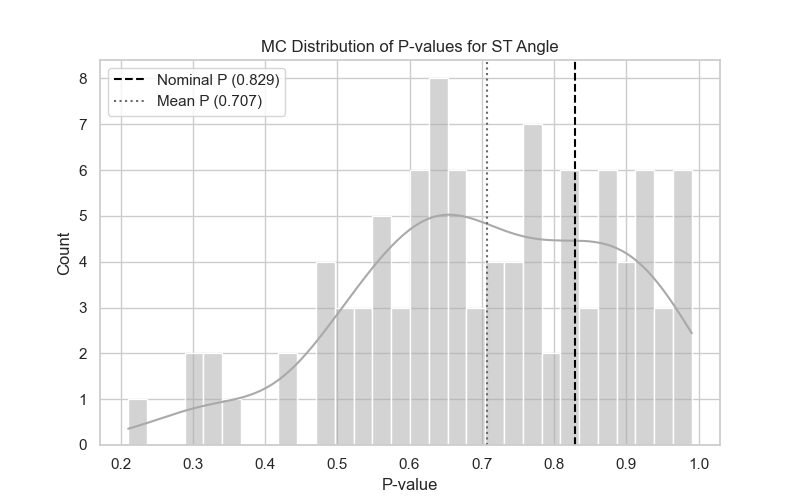 MC Distribution of P-values for ST Angle
Nominal P (0.829)
Mean P (0.707)
8
7
6
5
4
3
2
1
0
Count
0.2 0.3 0.4 0.5 0.6 0.7 0.8 0.9 1.0
P-value